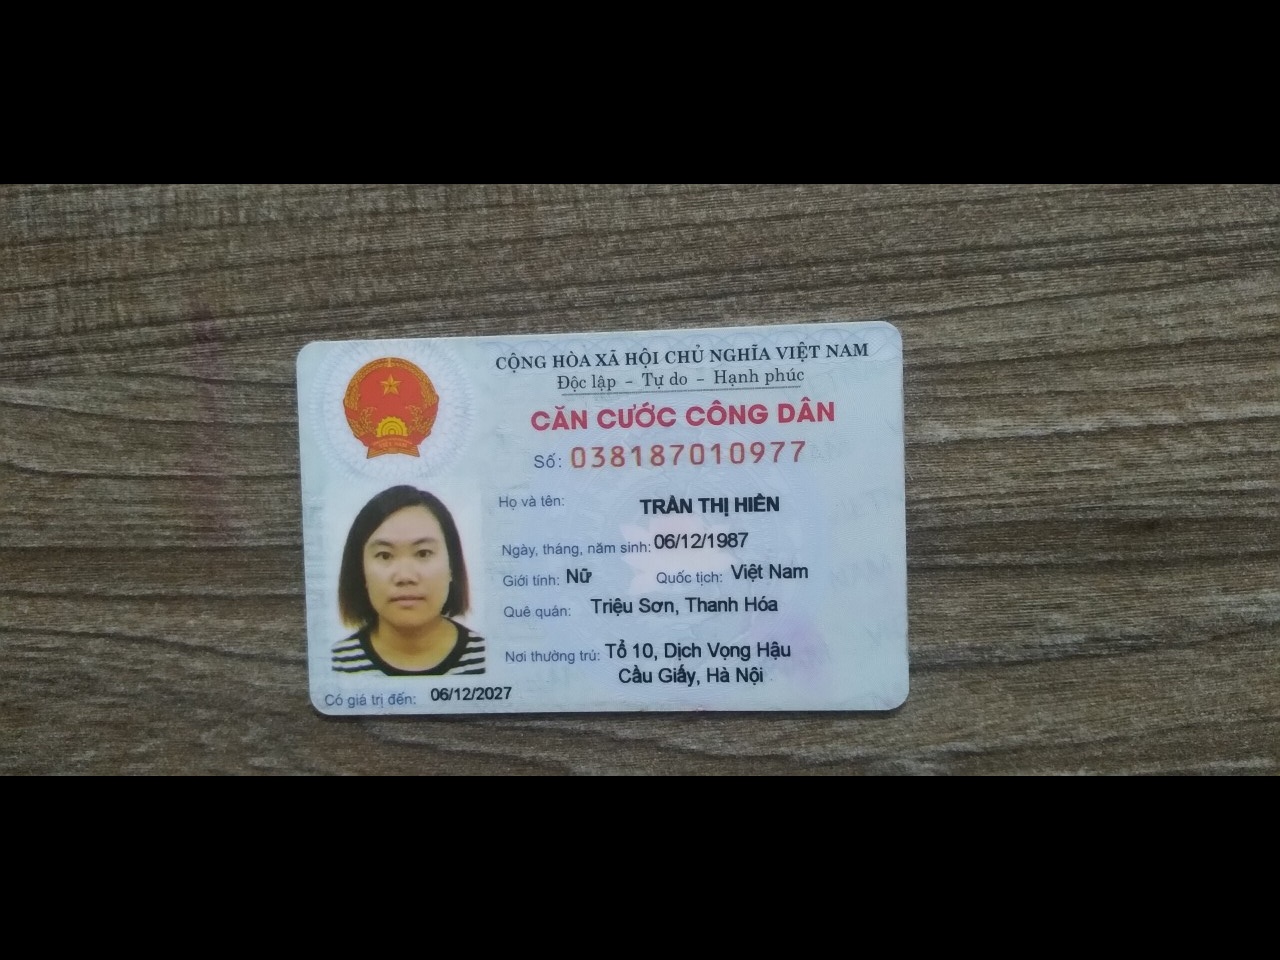 CỘNG HÒA XÃ HỘI CHỦ NGHĨA VIỆT NAM
Độc lập - Tự do - Hạnh phúc
CĂN CƯỚC CÔNG DÂN
Số: 038187010977
Họ và tên: TRẦN THỊ HIỀN
Ngày, tháng, năm sinh: 06/12/1987
Giới tính: Nữ Quốc tịch: Việt Nam
Quê quán: Triệu Sơn, Thanh Hóa
Nơi thường trú: Tổ 10, Dịch Vọng Hậu
Cầu Giấy, Hà Nội
Có giá trị đến: 06/12/2027